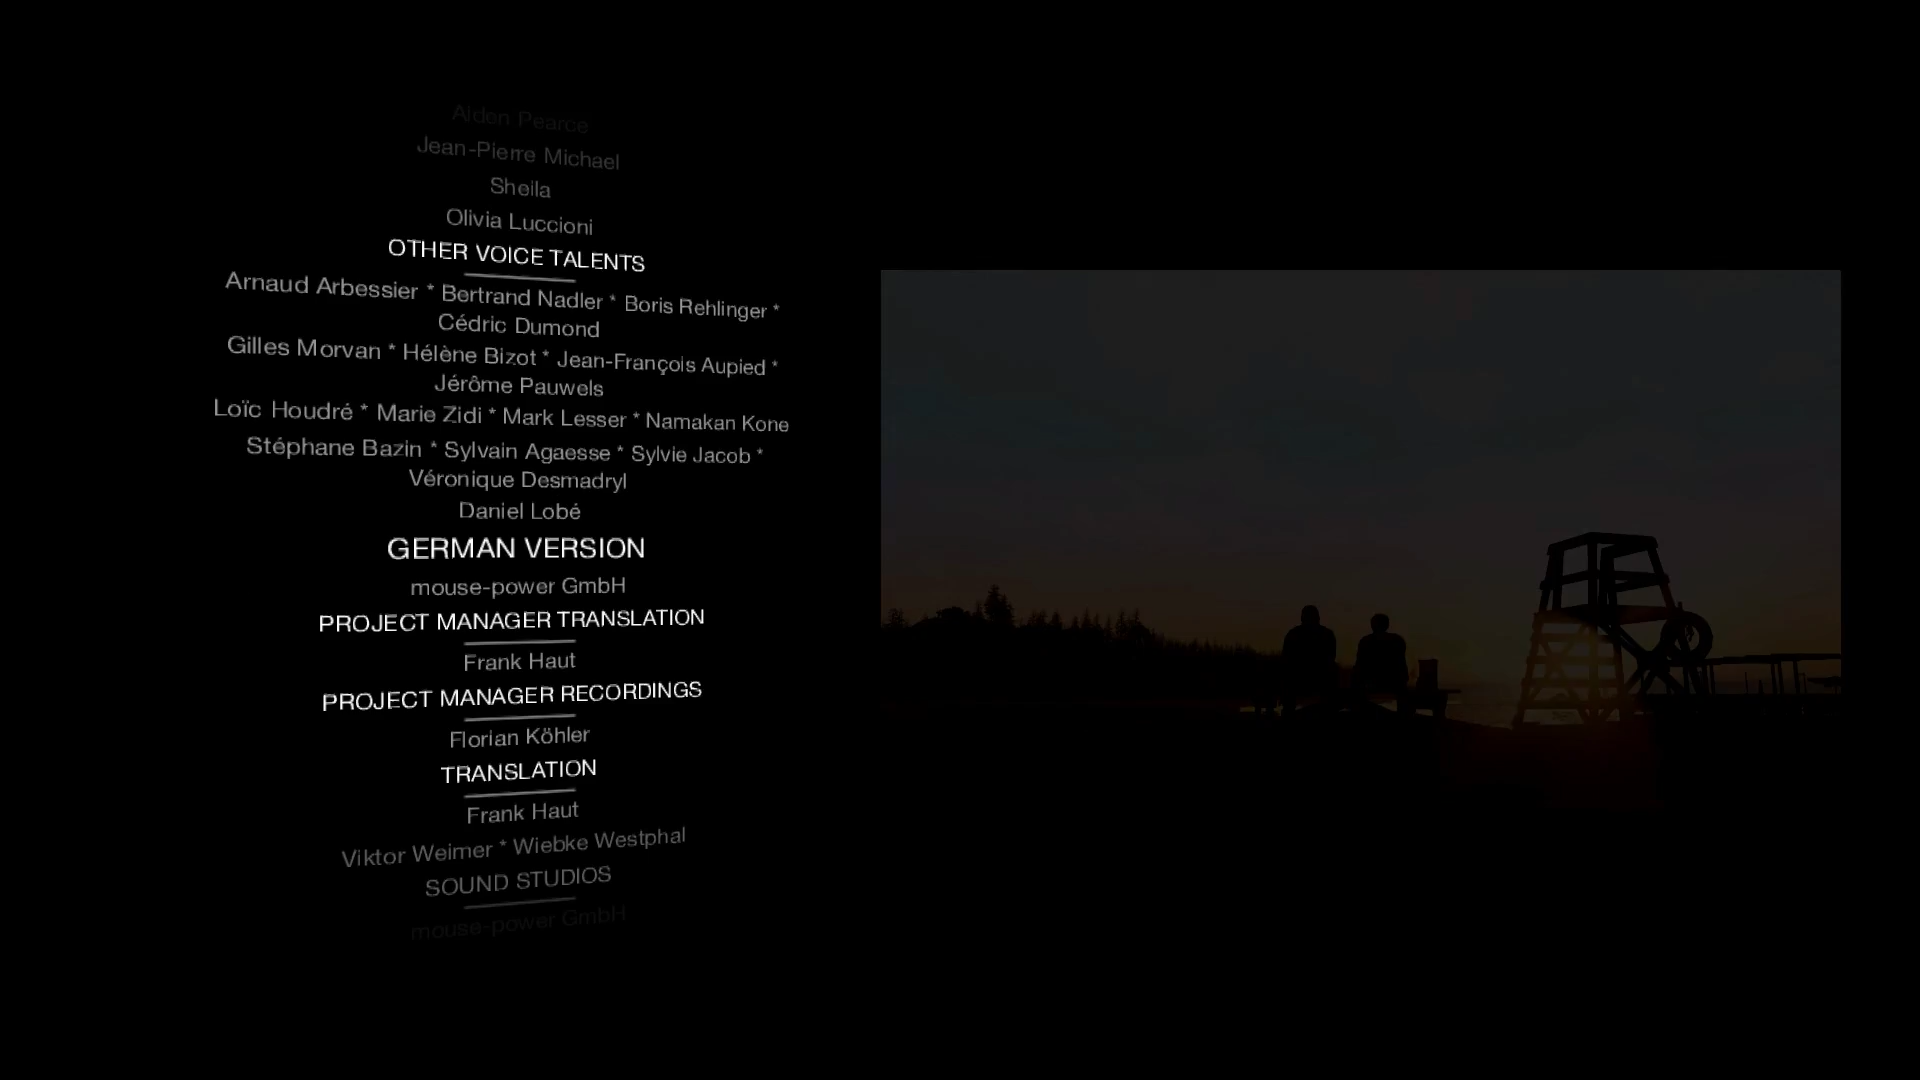 Aiden Pearce
Jean-Pierre Michael
Sheila
Olivia Luccioni
OTHER VOICE TALENTS
Arnaud Arbessier * Bertrand Nadler * Boris Rehlinger *
Cédric Dumond
Gilles Morvan * Hélène Bizot * Jean-François Aupied *
Jérôme Pauwels
Loïc Houdré * Marie Zidi * Mark Lesser * Namakan Kone
Stéphane Bazin * Sylvain Agaesse * Sylvie Jacob *
Véronique Desmadryl
Daniel Lobé
GERMAN VERSION
mouse-power GmbH
PROJECT MANAGER TRANSLATION
Frank Haut
PROJECT MANAGER RECORDINGS
Florian Köhler
TRANSLATION
Frank Haut
Viktor Weimer * Wiebke Westphal
SOUND STUDIOS
mouse-power GmbH